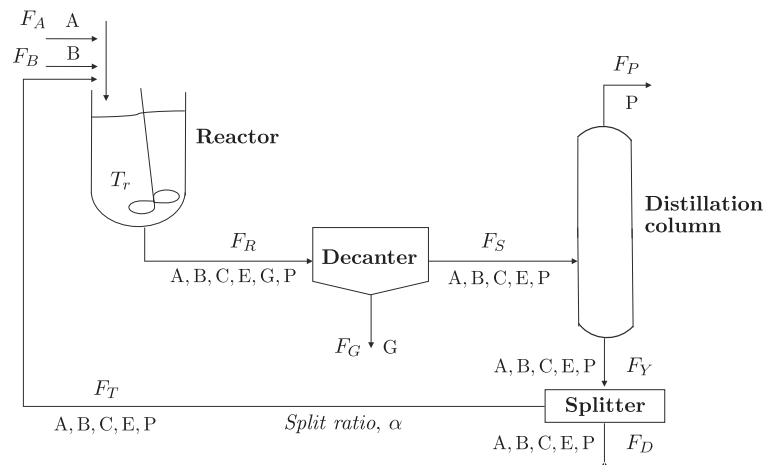 F_A A
F_B B
Reactor
T_r
F_R
A, B, C, E, G, P
Decanter
F_G G
F_S
A, B, C, E, P
F_P
P
Distillation
column
A, B, C, E, P F_Y
Splitter
A, B, C, E, P F_D
F_T
A, B, C, E, P
Split ratio, α